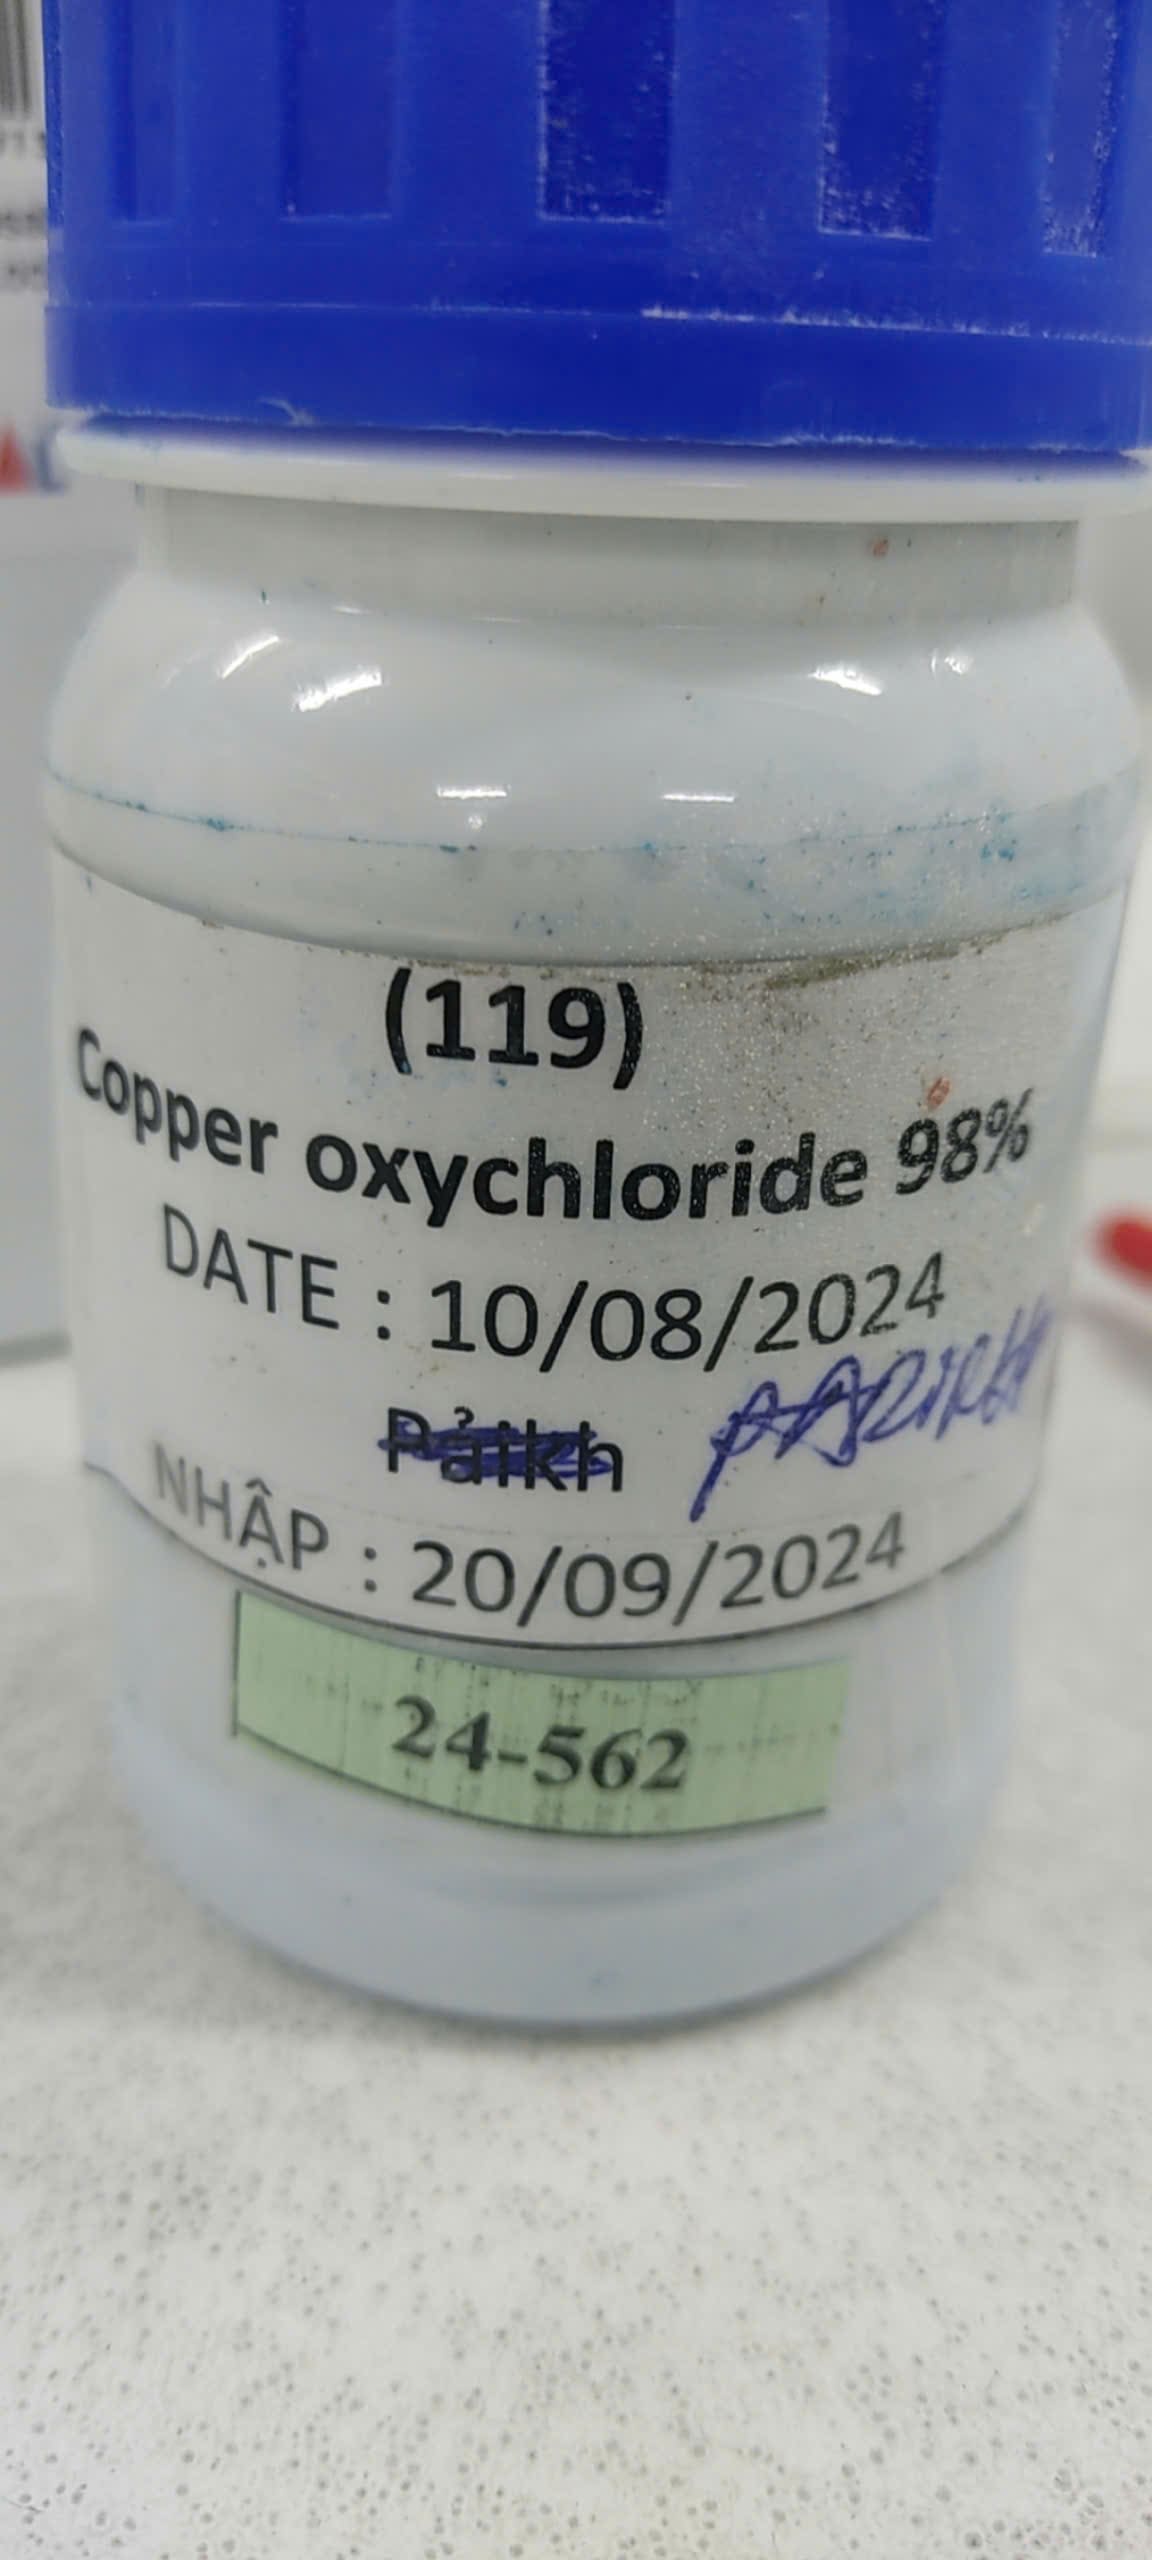 (119)
Copper oxychloride 98%
DATE : 10/08/2024
Pảikh
NHẬP : 20/09/2024
24-562